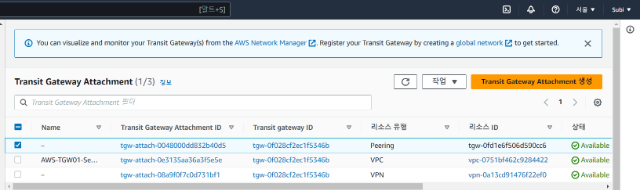 [알트+S]
서울 ▼ Subi ▼
You can visualize and monitor your Transit Gateway(s) from the AWS Network Manager. Register your Transit Gateway by creating a global network to get started.
Transit Gateway Attachment (1/3) 정보
작업 ▼ Transit Gateway Attachment 생성
Transit Gateway Attachment 찾기
1
Name Transit Gateway Attachment ID Transit gateway ID 리소스 유형 리소스 ID 상태
– tgw-attach-0048000dd832b40d5 tgw-0f028cf2ec1f5346b Peering tgw-0fd1e6f506d590cc6 Available
AWS-TGW01-Se... tgw-attach-0e3135aa36a3f5e5e tgw-0f028cf2ec1f5346b VPC vpc-0751bf462c9284422 Available
– tgw-attach-08a9f0f7c0d731bf1 tgw-0f028cf2ec1f5346b VPN vpn-0a13cd91476f22ef0 Available